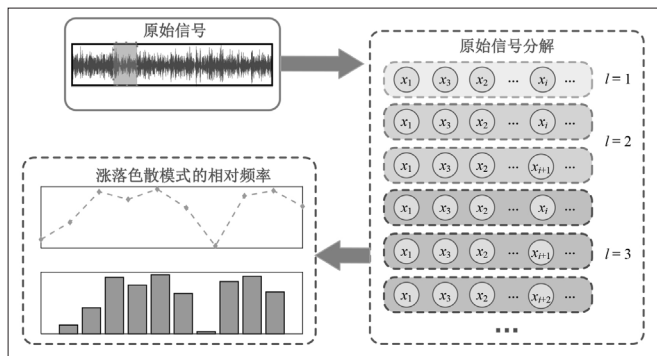 原始信号
原始信号分解
x1 x3 x2 ... xi ... l = 1
x1 x3 x2 ... xi ...
l = 2
x1 x3 x2 ... xi+1 ...
x1 x3 x2 ... xi ...
x1 x3 x2 ... xi+1 ... l = 3
x1 x3 x2 ... xi+2 ...
...
涨落色散模式的相对频率